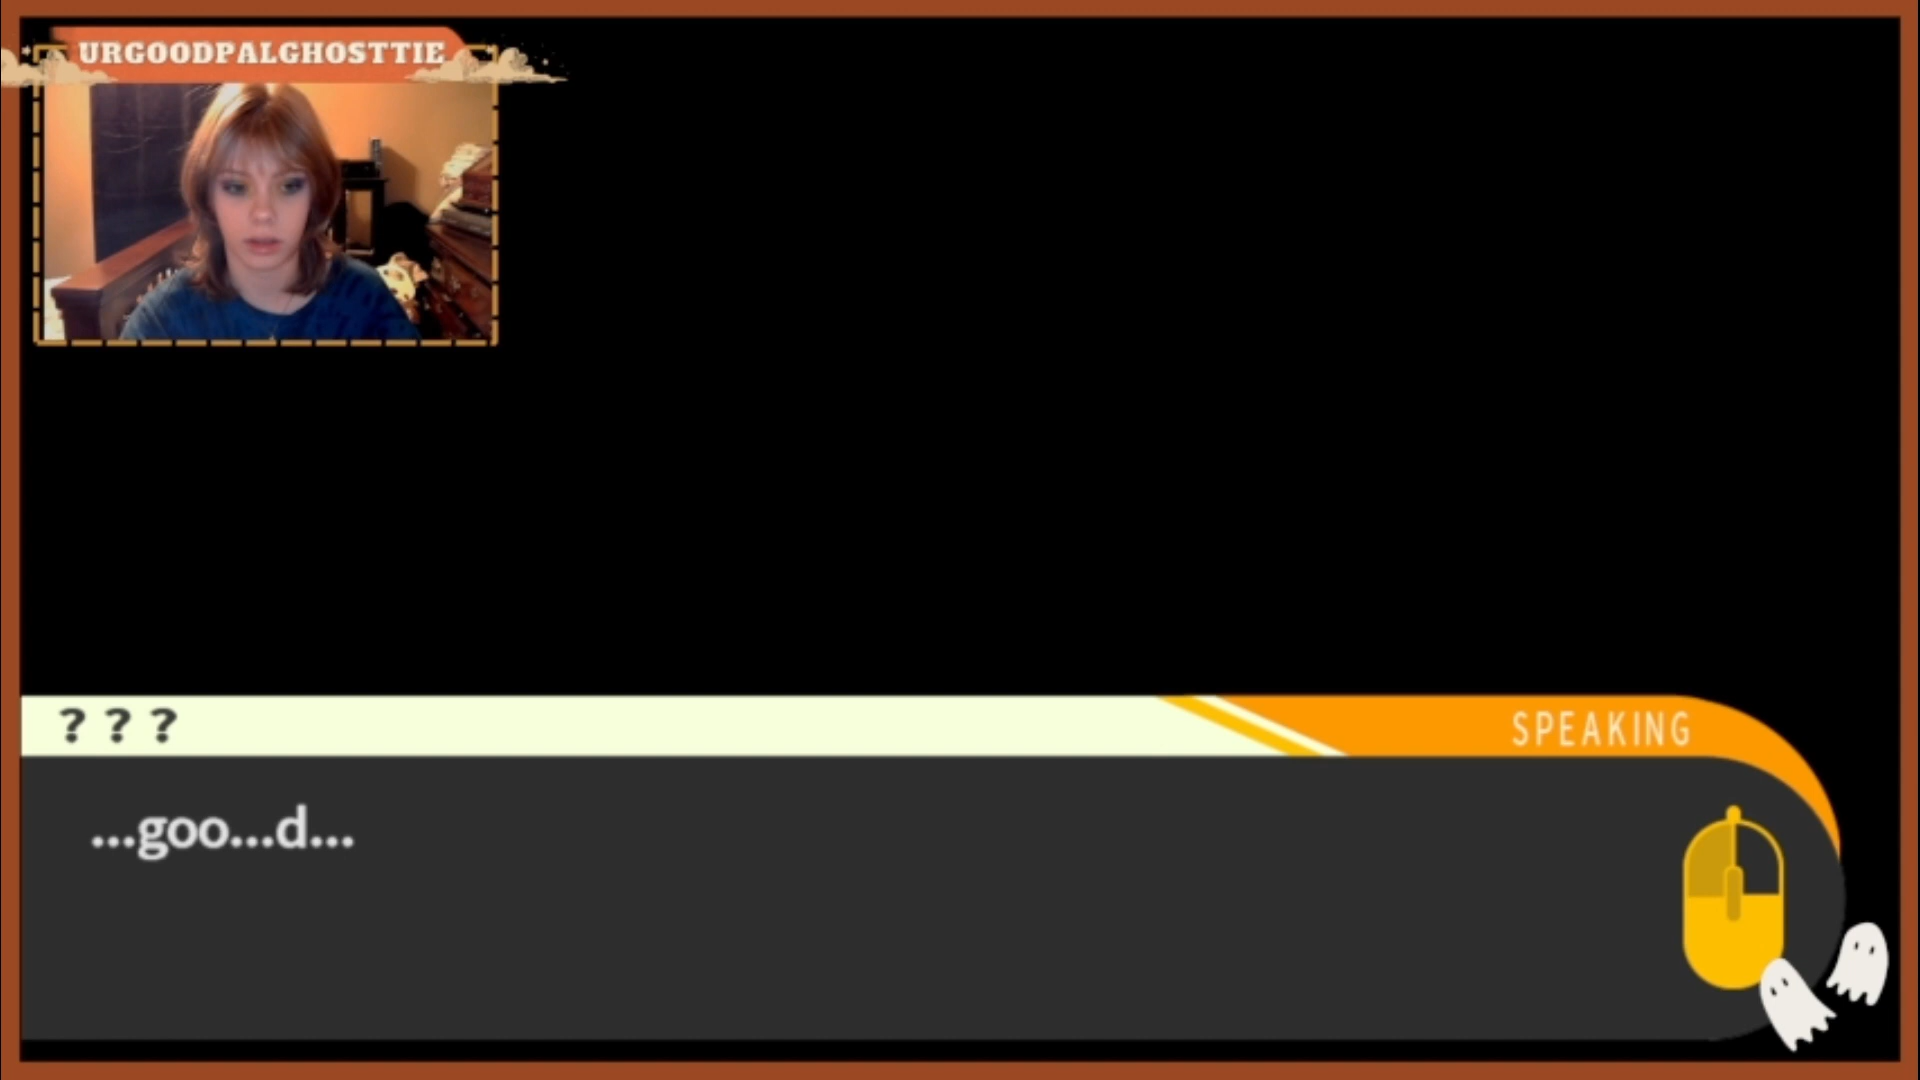 URGOODPALGHOSTTIE
? ? ?
SPEAKING
...goo...d...